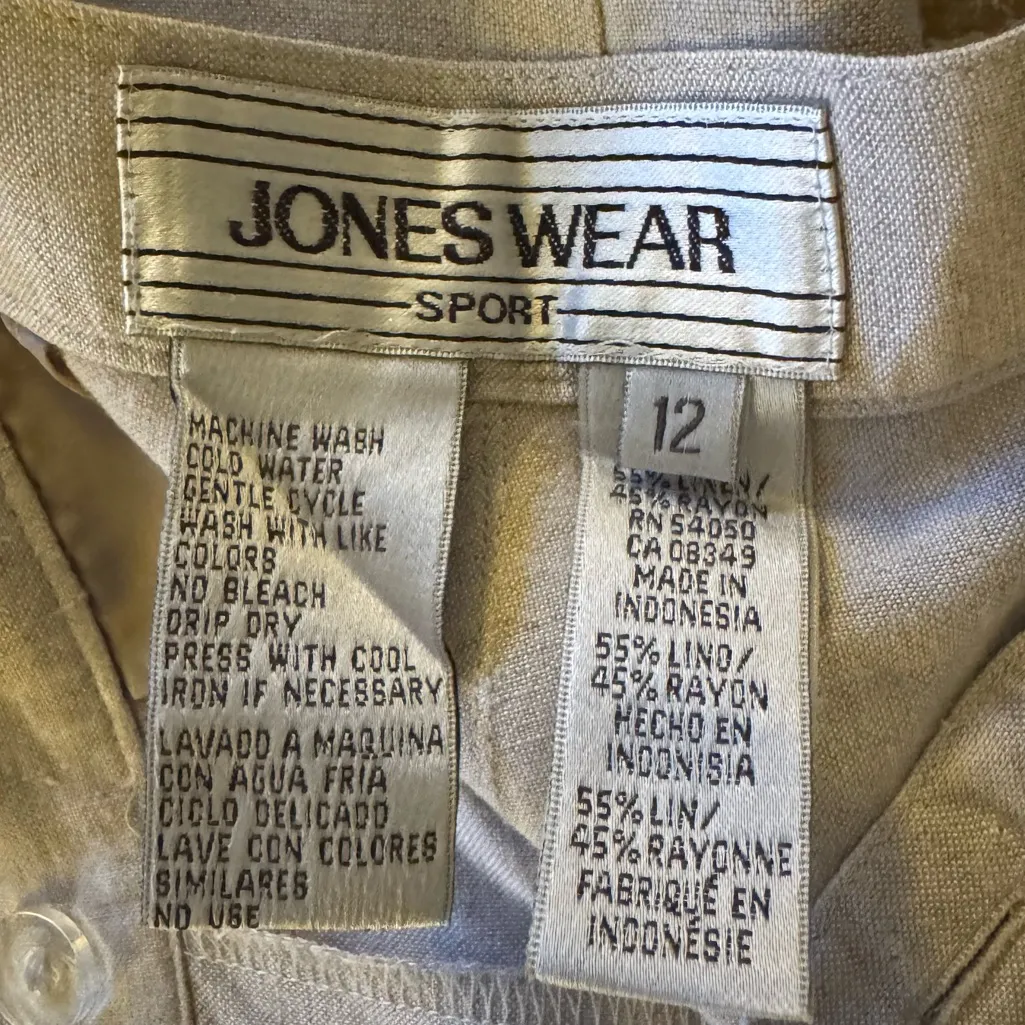 JONES WEAR
SPORT
MACHINE WASH
COLD WATER
GENTLE CYCLE
WASH WITH LIKE
COLORS
NO BLEACH
DRIP DRY
PRESS WITH COOL
IRON IF NECESSARY
LAVADO A MAQUINA
CON AGUA FRIA
CICLO DELICADO
LAVE CON COLORES
SIMILARES
NO USE
12
55% LINEN/
45% RAYON
RN 54050
CA 08349
MADE IN
INDONESIA
55% LINO/
45% RAYON
HECHO EN
INDONISIA
55% LIN/
45% RAYONNE
FABRIQUÉ EN
INDONÉSIE